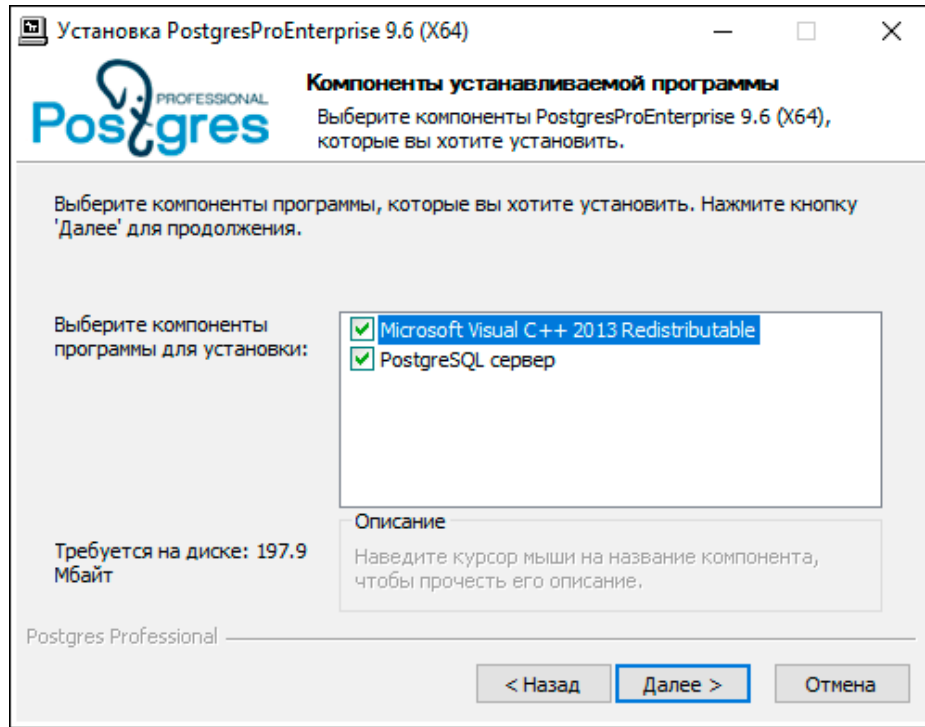 Установка PostgresProEnterprise 9.6 (X64)
PROFESSIONAL
Postgres
Компоненты устанавливаемой программы
Выберите компоненты PostgresProEnterprise 9.6 (X64),
которые вы хотите установить.
Выберите компоненты программы, которые вы хотите установить. Нажмите кнопку
'Далее' для продолжения.
Выберите компоненты
программы для установки:
Microsoft Visual C++ 2013 Redistributable
PostgreSQL сервер
Требуется на диске: 197.9
Мбайт
Описание
Наведите курсор мыши на название компонента,
чтобы прочесть его описание.
Postgres Professional
< Назад
Далее >
Отмена